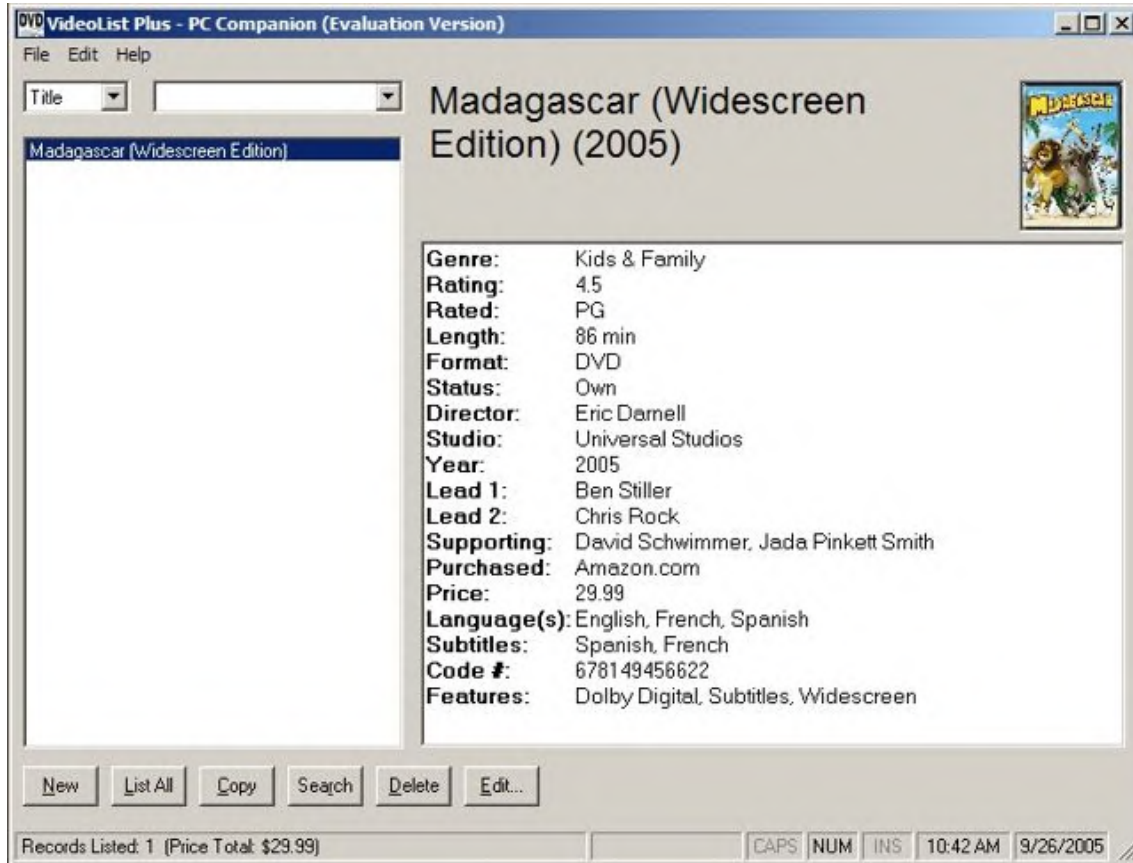 DVD VideoList Plus - PC Companion (Evaluation Version)
File Edit Help
Title
Madagascar (Widescreen Edition) (2005)
MADAGASCAR
Madagascar (Widescreen Edition)
Genre: Kids & Family
Rating: 4.5
Rated: PG
Length: 86 min
Format: DVD
Status: Own
Director: Eric Darnell
Studio: Universal Studios
Year: 2005
Lead 1: Ben Stiller
Lead 2: Chris Rock
Supporting: David Schwimmer, Jada Pinkett Smith
Purchased: Amazon.com
Price: 29.99
Language(s): English, French, Spanish
Subtitles: Spanish, French
Code #: 678149456622
Features: Dolby Digital, Subtitles, Widescreen
New List All Copy Search Delete Edit...
Records Listed: 1 (Price Total: $29.99) CAPS NUM INS 10:42 AM 9/26/2005